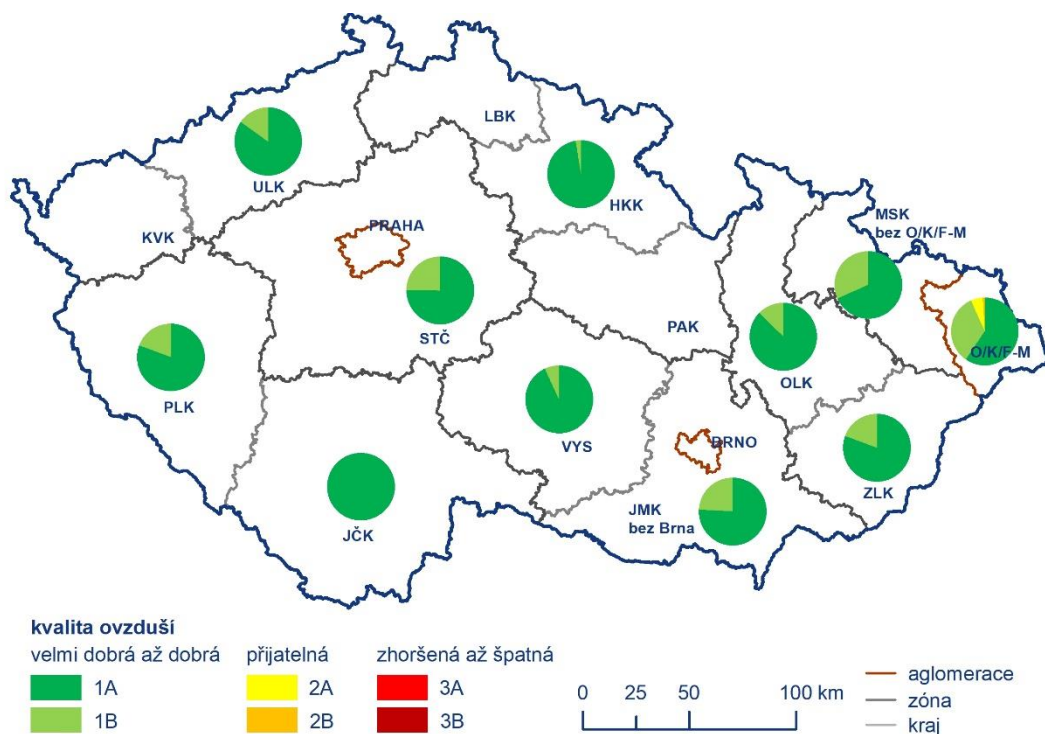 LBK
ULK
HKK
MSK
bez O/K/F-M
PRAHA
KVK
STČ
PAK
O/K/F-M
OLK
PLK
VYS
BRNO
ZLK
JMK
bez Brna
JČK
kvalita ovzduší
velmi dobrá až dobrá
přijatelná
zhoršená až špatná
1A
2A
3A
1B
2B
3B
0
25
50
100 km
aglomerace
zóna
kraj